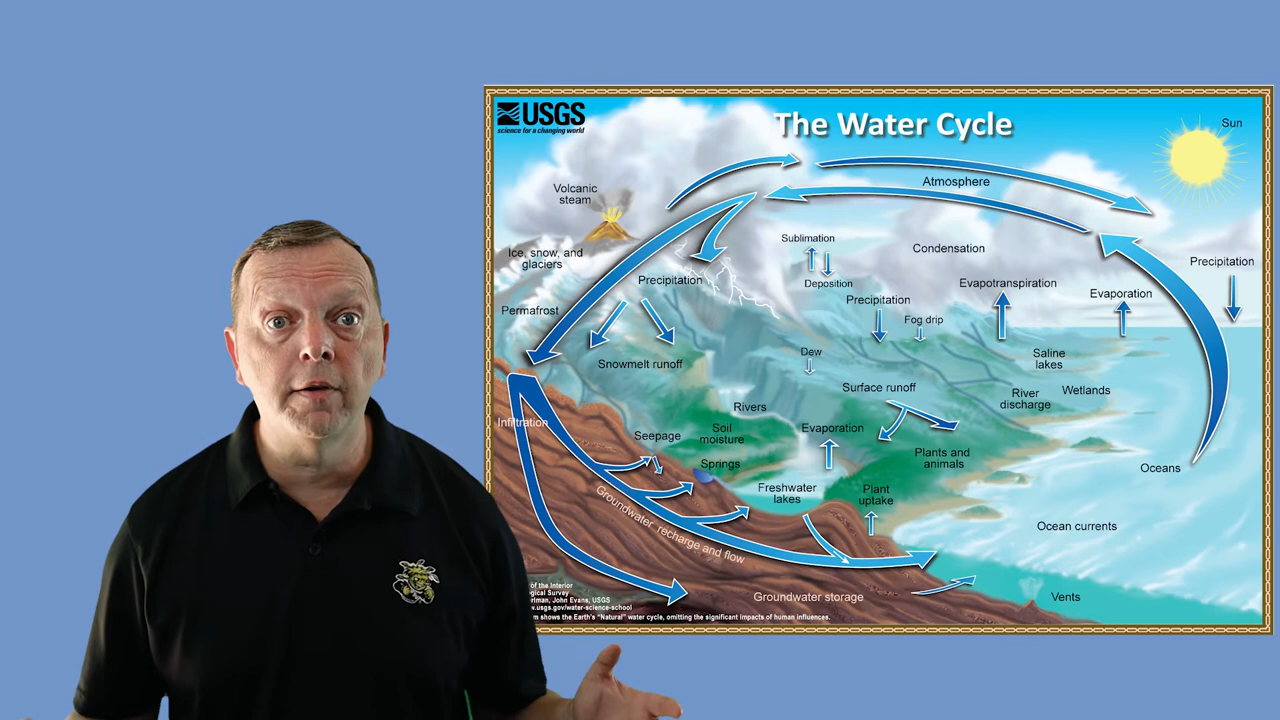 USGS
science for a changing world
The Water Cycle
Sun
Atmosphere
Volcanic
steam
Ice, snow, and
glaciers
Sublimation
Condensation
Precipitation
Precipitation
Deposition
Evapotranspiration
Evaporation
Precipitation
Permafrost
Fog drip
Dew
Snowmelt runoff
Saline
lakes
Surface runoff
River
discharge
Wetlands
Rivers
Infiltration
Seepage
Soil
moisture
Evaporation
Plants and
animals
Springs
Oceans
Freshwater
lakes
Plant
uptake
Groundwater recharge and flow
Ocean currents
Groundwater storage
Vents
of the Interior
gical Survey
John Evans, USGS
.usgs.gov/water-science-school
shows the Earth's "Natural" water cycle, omitting the significant impacts of human influences.